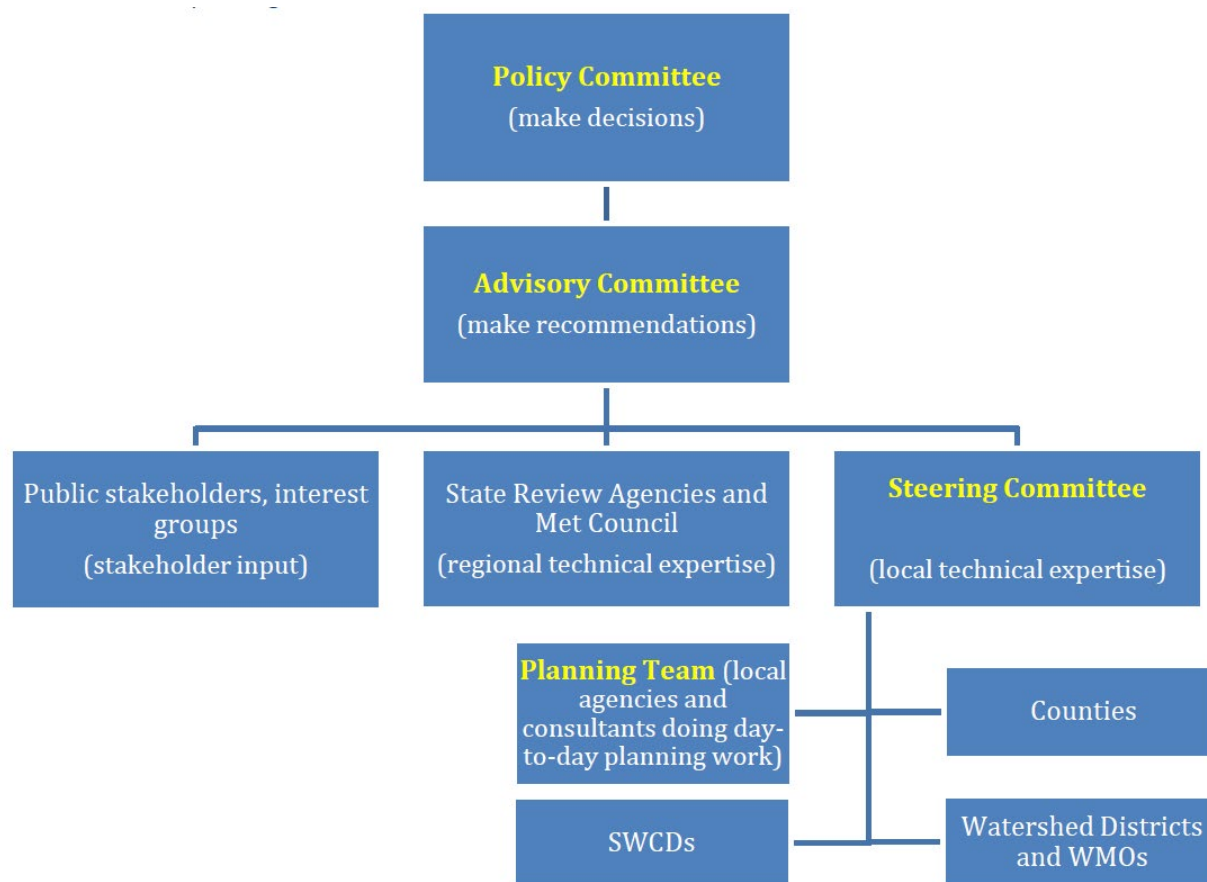 Policy Committee
(make decisions)
Advisory Committee
(make recommendations)
Public stakeholders, interest
groups
(stakeholder input)
State Review Agencies and
Met Council
(regional technical expertise)
Steering Committee
(local technical expertise)
Planning Team (local
agencies and
consultants doing day-
to-day planning work)
Counties
SWCDs
Watershed Districts
and WMOs